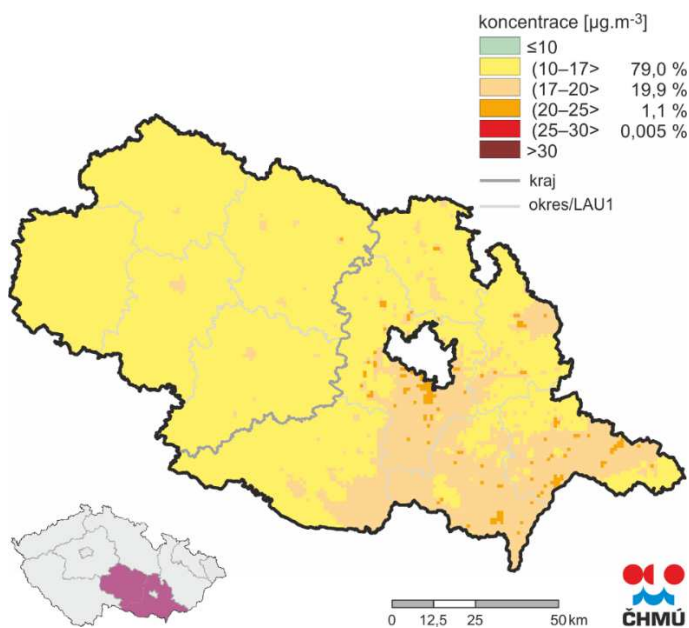 koncentrace [µg.m⁻³]
≤10
(10–17> 79,0 %
(17–20> 19,9 %
(20–25> 1,1 %
(25–30> 0,005 %
>30
kraj
okres/LAU1
0 12,5 25 50 km
ČHMÚ